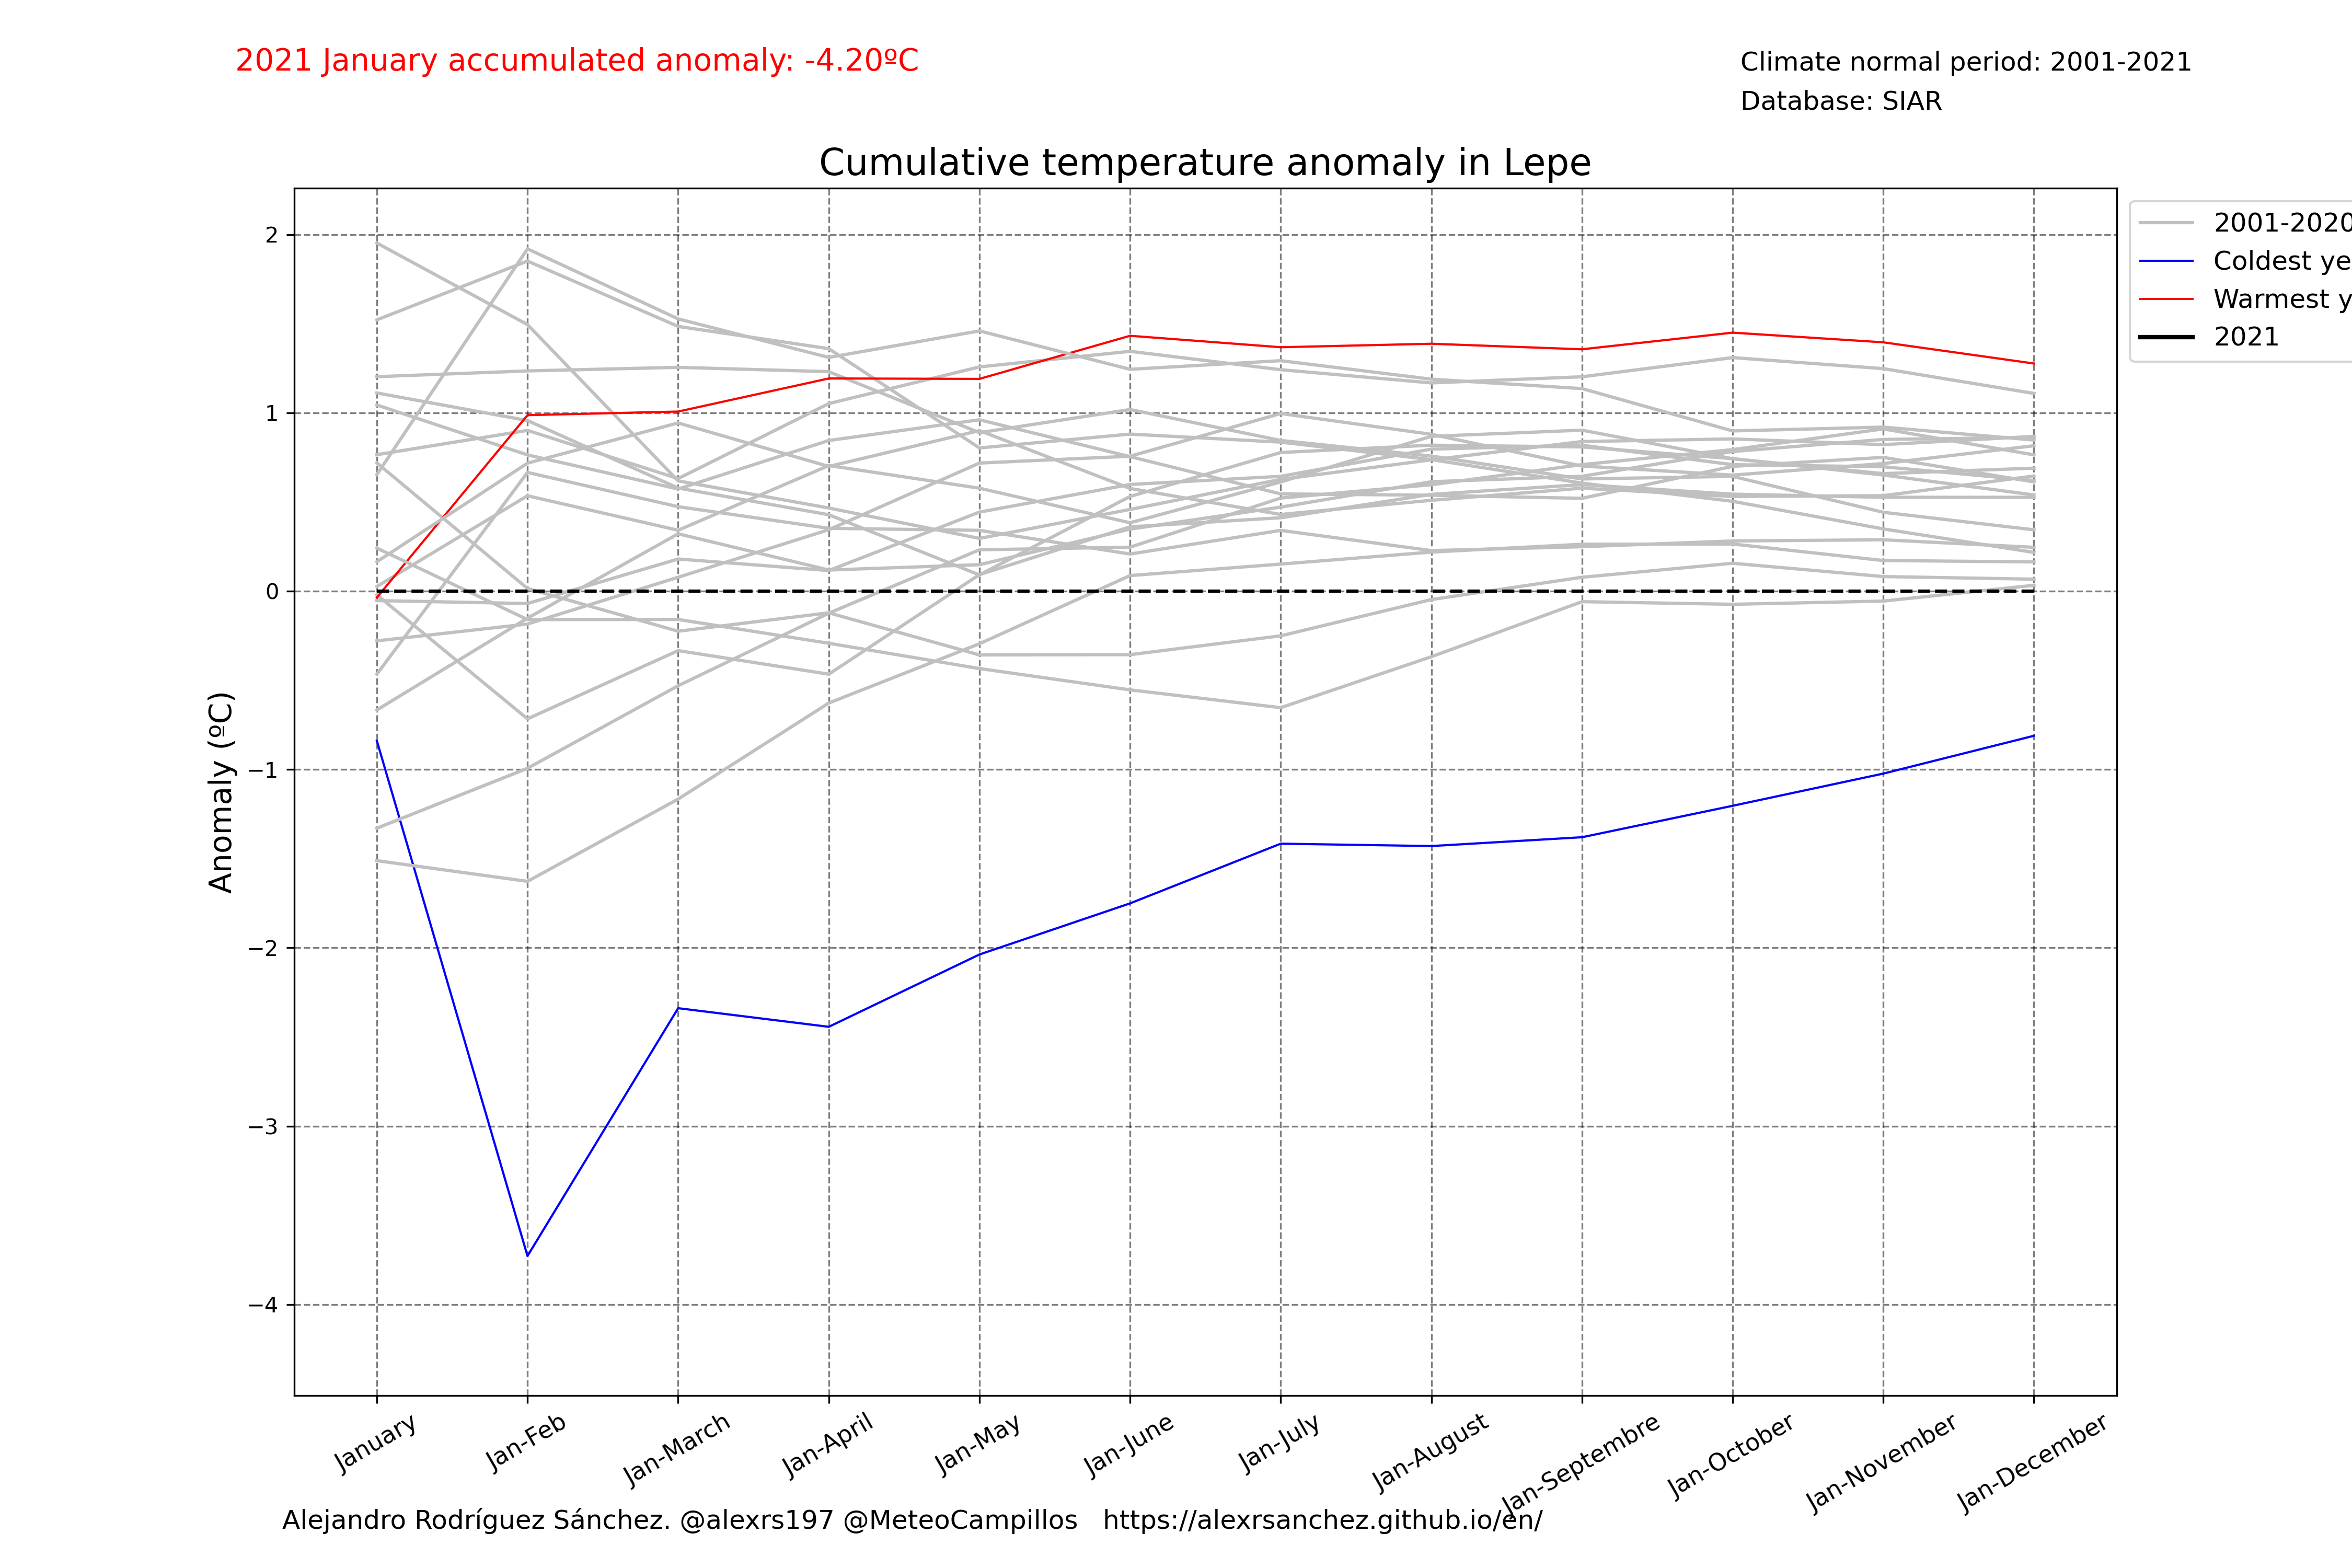 2021 January accumulated anomaly: -4.20ºC
Climate normal period: 2001-2021
Database: SIAR
Cumulative temperature anomaly in Lepe
2001-2020
Coldest
Warmest
2021
Anomaly (ºC)
2
1
0
−1
−2
−3
−4
January
Jan-Feb
Jan-March
Jan-April
Jan-May
Jan-June
Jan-July
Jan-August
Jan-Septembre
Jan-October
Jan-November
Jan-December
Alejandro Rodríguez Sánchez. @alexrs197 @MeteoCampillos https://alexrsanchez.github.io/en/